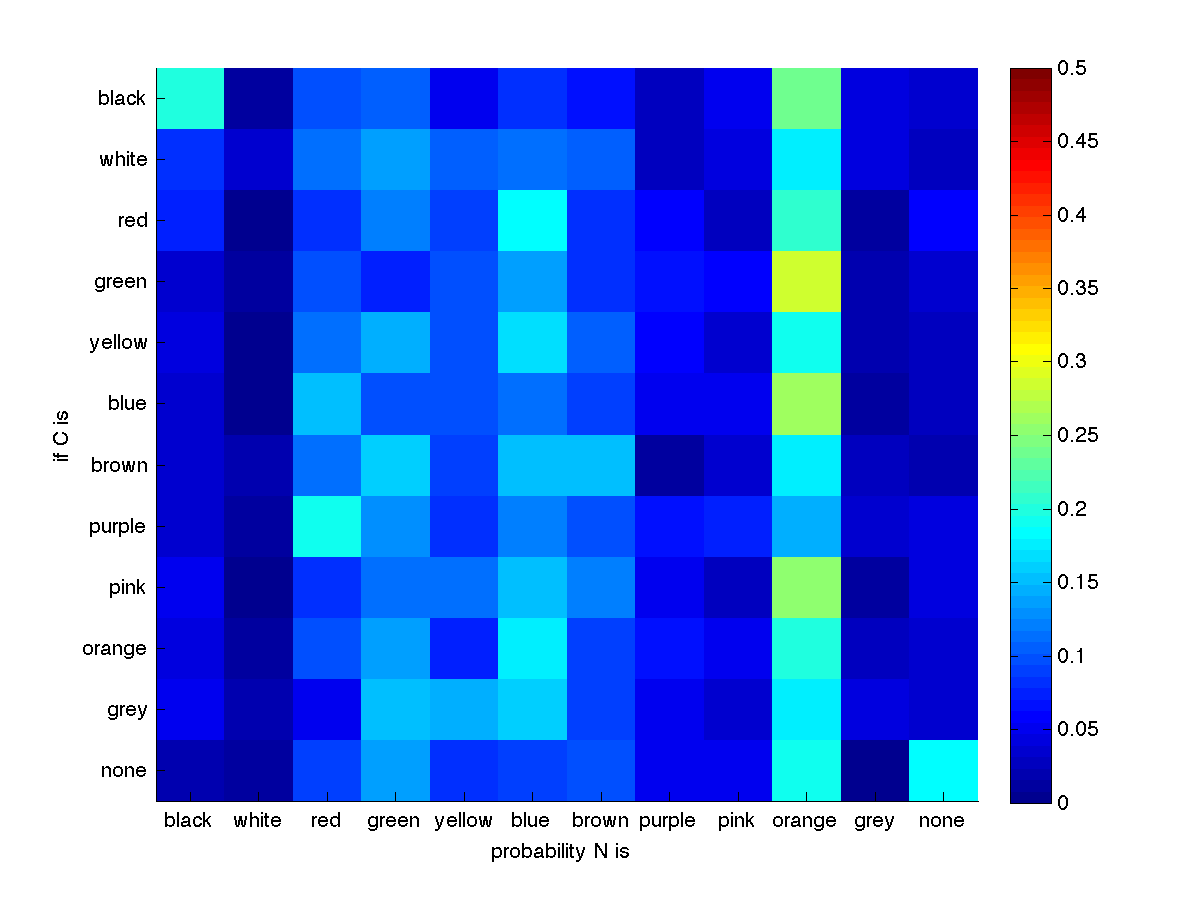 black
white
red
green
yellow
blue
brown
purple
pink
orange
grey
none
if C is
black white red green yellow blue brown purple pink orange grey none
probability N is
0.5
0.45
0.4
0.35
0.3
0.25
0.2
0.15
0.1
0.05
0